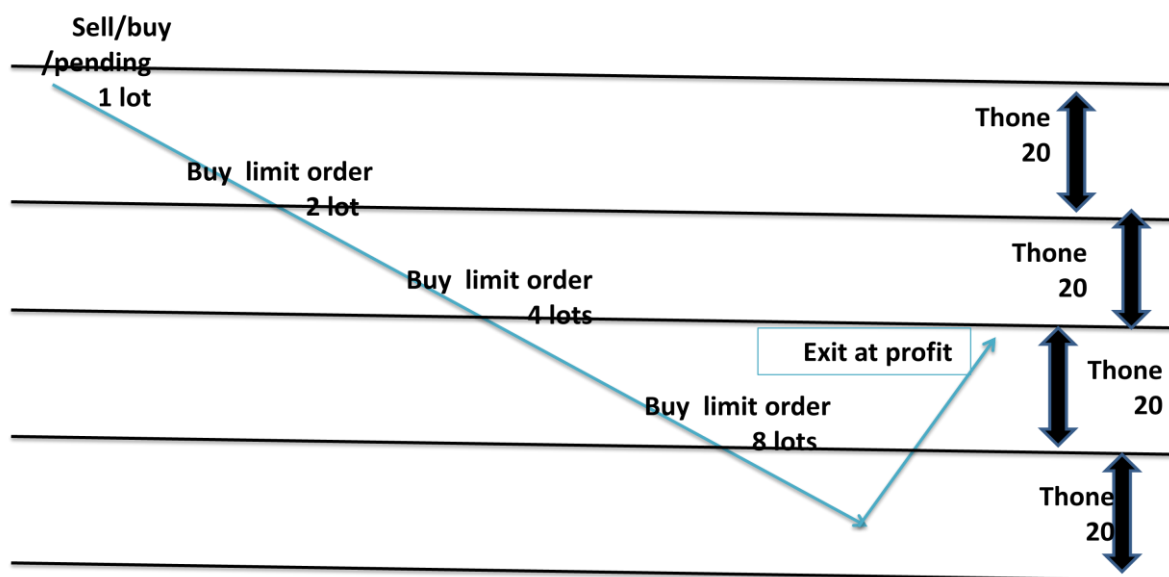 Sell/buy
/pending
1 lot
Thone
20
Buy limit order
2 lot
Thone
20
Buy limit order
4 lots
Exit at profit
Thone
20
Buy limit order
8 lots
Thone
20